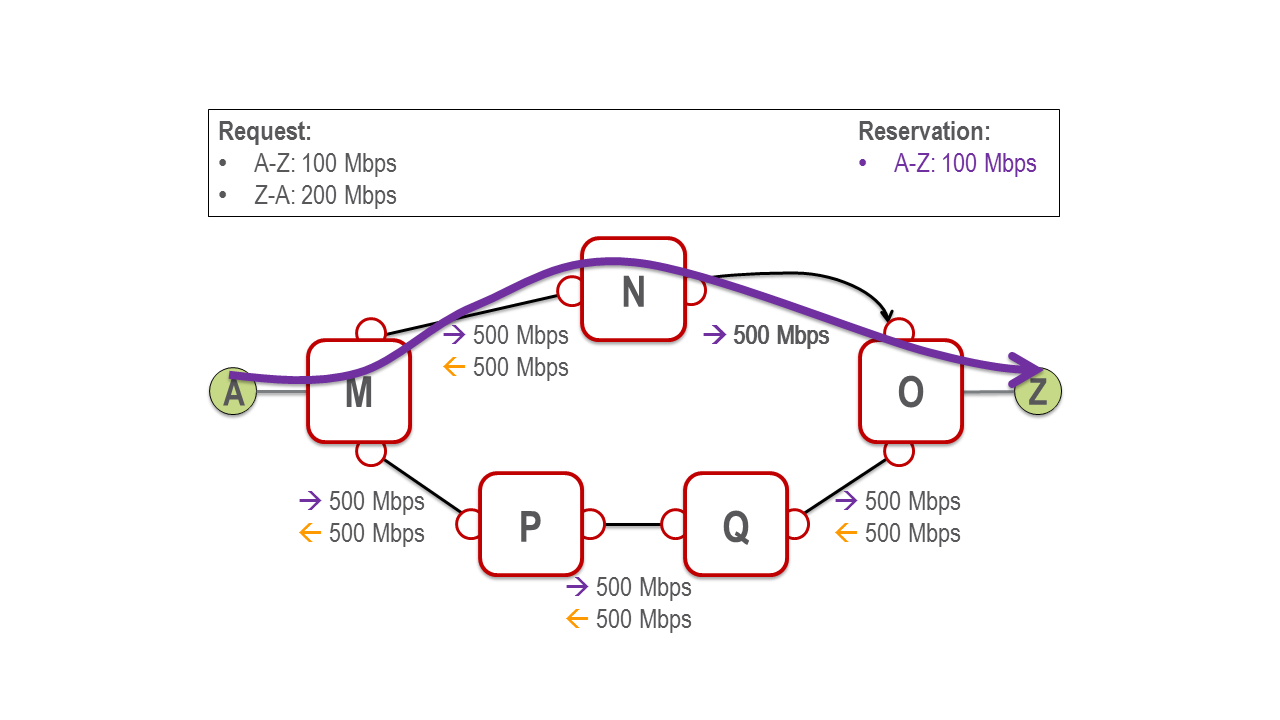 Request:
• A-Z: 100 Mbps
• Z-A: 200 Mbps
Reservation:
• A-Z: 100 Mbps
N
→ 500 Mbps
← 500 Mbps
→ 500 Mbps
A
M
O
Z
→ 500 Mbps
← 500 Mbps
P
Q
→ 500 Mbps
← 500 Mbps
→ 500 Mbps
← 500 Mbps